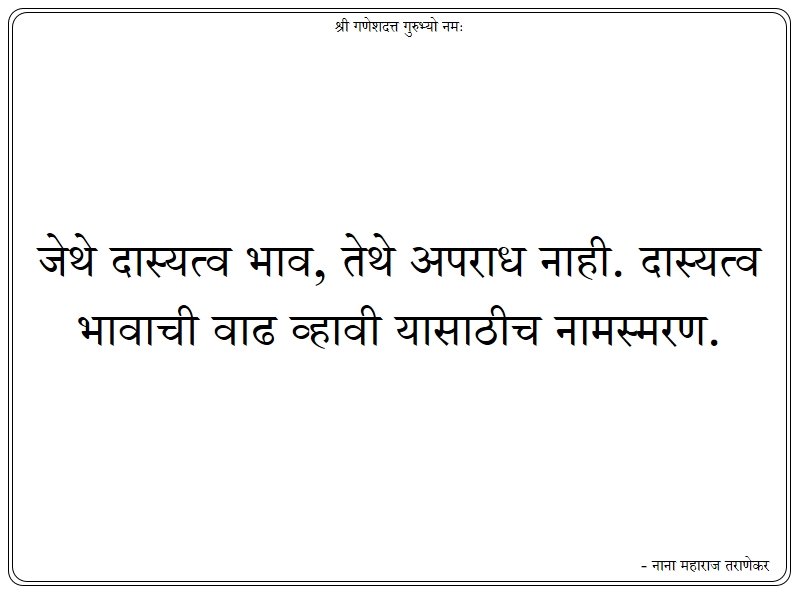 श्री गणेशदत्त गुरुभ्यो नमः
जेथे दास्यत्व भाव, तेथे अपराध नाही. दास्यत्व
भावाची वाढ व्हावी यासाठीच नामस्मरण.
- नाना महाराज तराणेकर